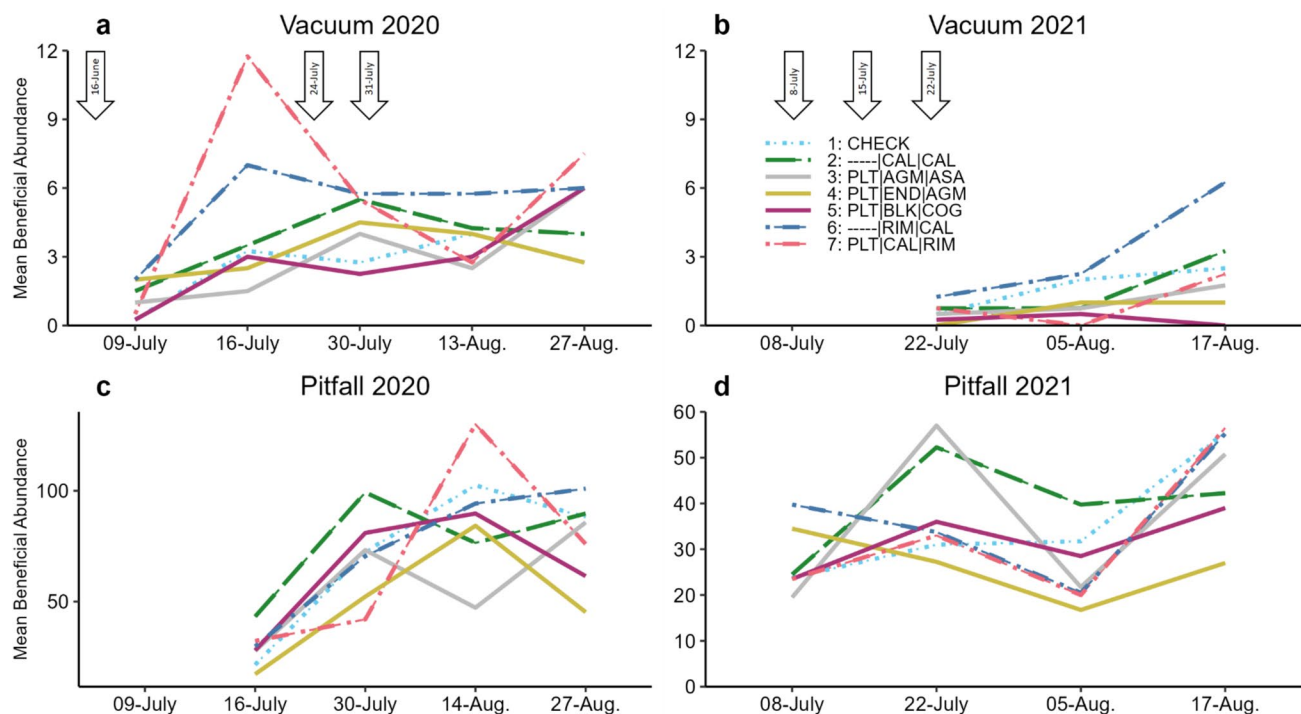 a Vacuum 2020
12
9
6
3
0
Mean Beneficial Abundance
16-June
24-July
31-July
09-July 16-July 30-July 13-Aug. 27-Aug.
b Vacuum 2021
12
9
6
3
0
8-July
15-July
22-July
1: CHECK
2: -----|CAL|CAL
3: PLT|AGM|ASA
4: PLT|END|AGM
5: PLT|BLK|COG
6: -----|RIM|CAL
7: PLT|CAL|RIM
08-July 22-July 05-Aug. 17-Aug.
c Pitfall 2020
100
50
Mean Beneficial Abundance
09-July 16-July 30-July 14-Aug. 27-Aug.
d Pitfall 2021
60
50
40
30
20
10
0
08-July 22-July 05-Aug. 17-Aug.